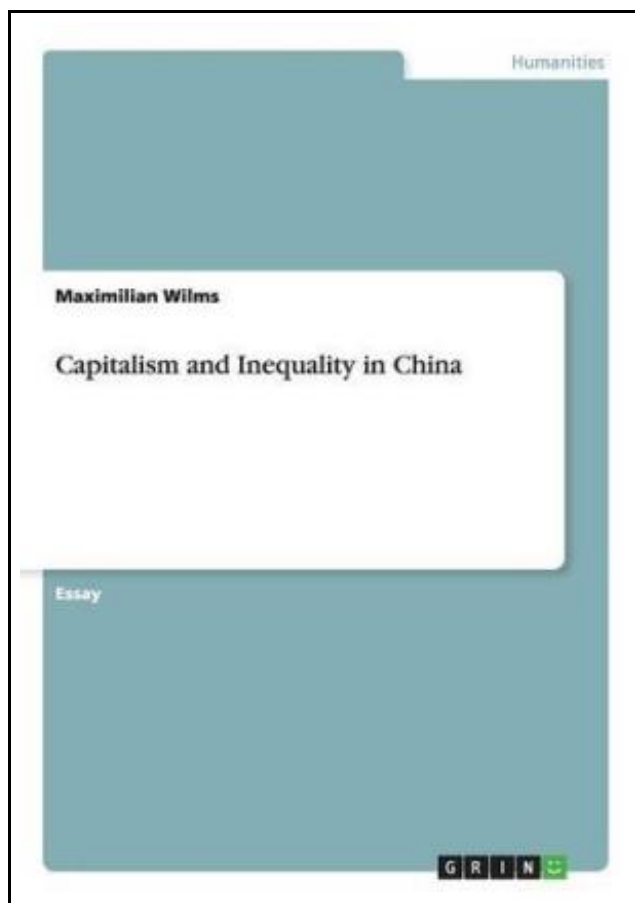 Humanities
Maximilian Wilms
Capitalism and Inequality in China
Essay
GRIN